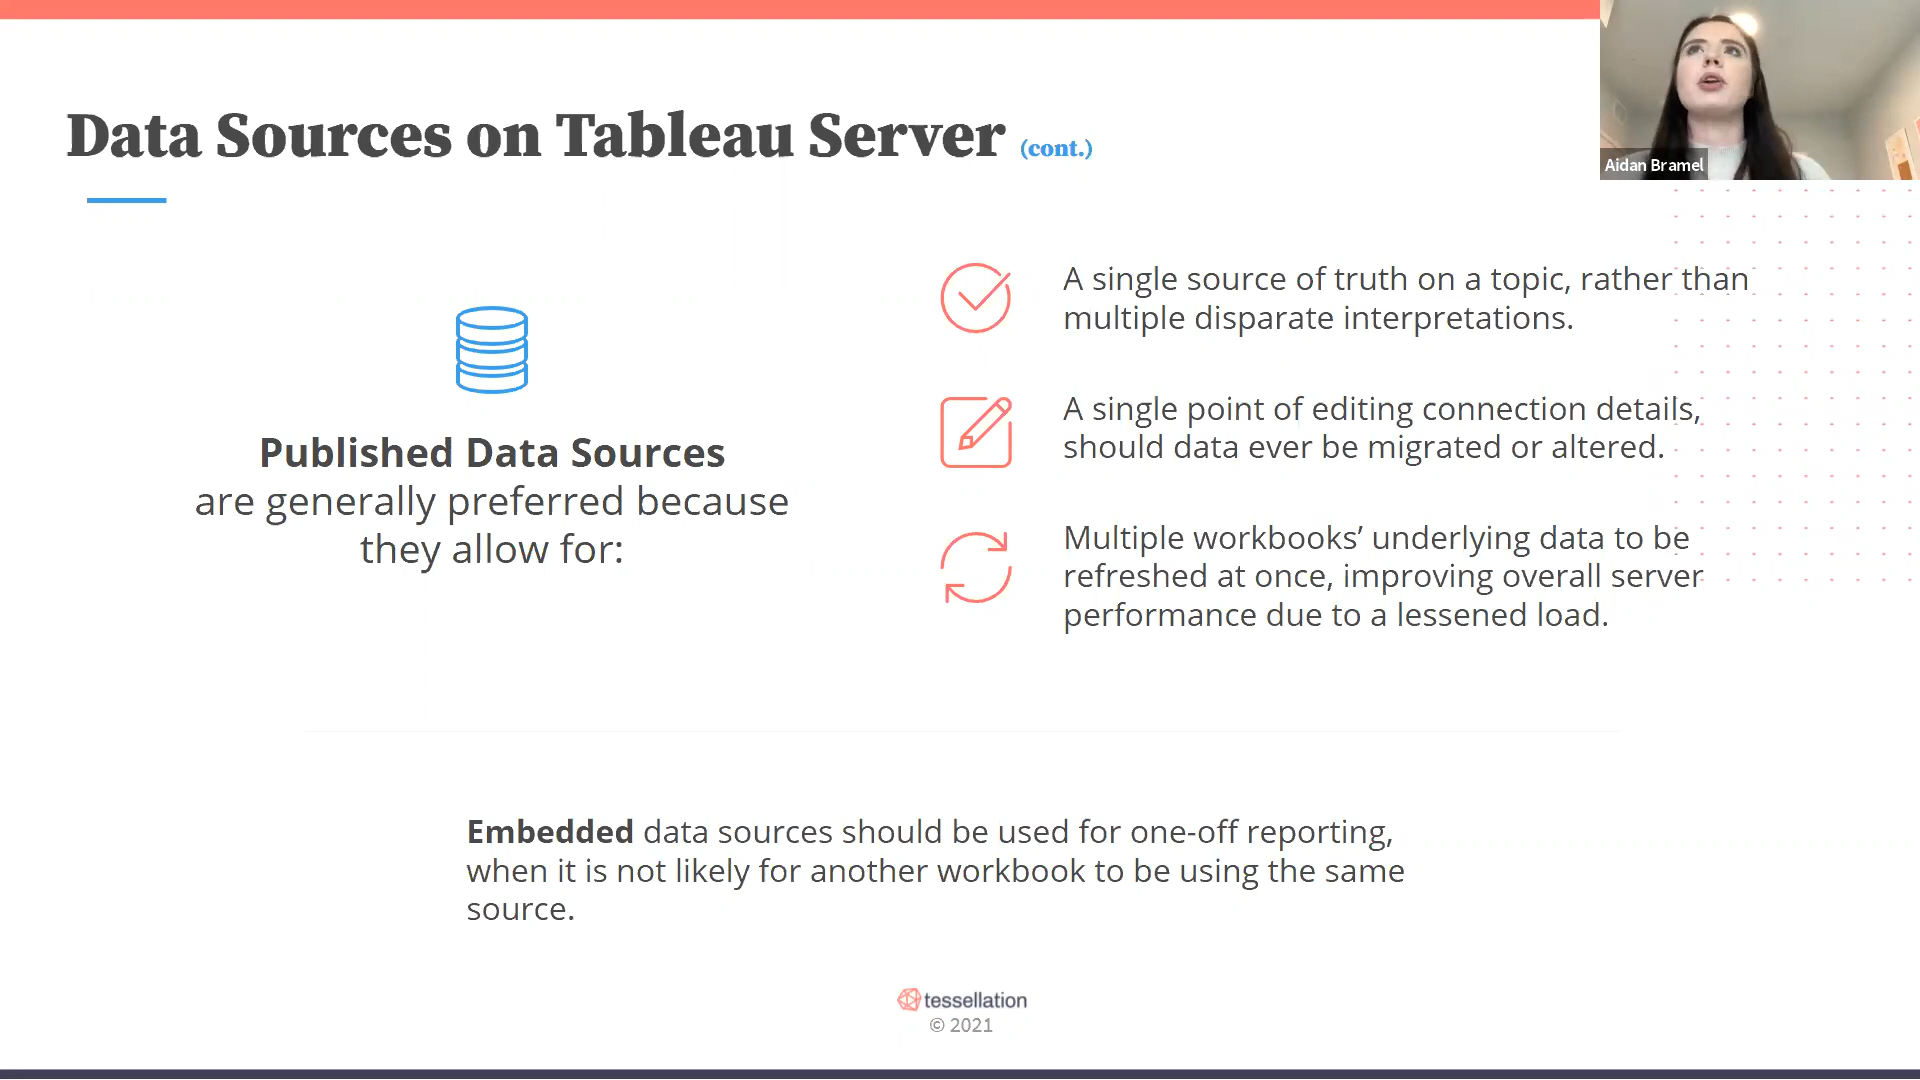 Data Sources on Tableau Server (cont.)
Aidan Bramel
Published Data Sources
are generally preferred because
they allow for:
A single source of truth on a topic, rather than
multiple disparate interpretations.
A single point of editing connection details,
should data ever be migrated or altered.
Multiple workbooks’ underlying data to be
refreshed at once, improving overall server
performance due to a lessened load.
Embedded data sources should be used for one-off reporting,
when it is not likely for another workbook to be using the same
source.
tessellation
© 2021